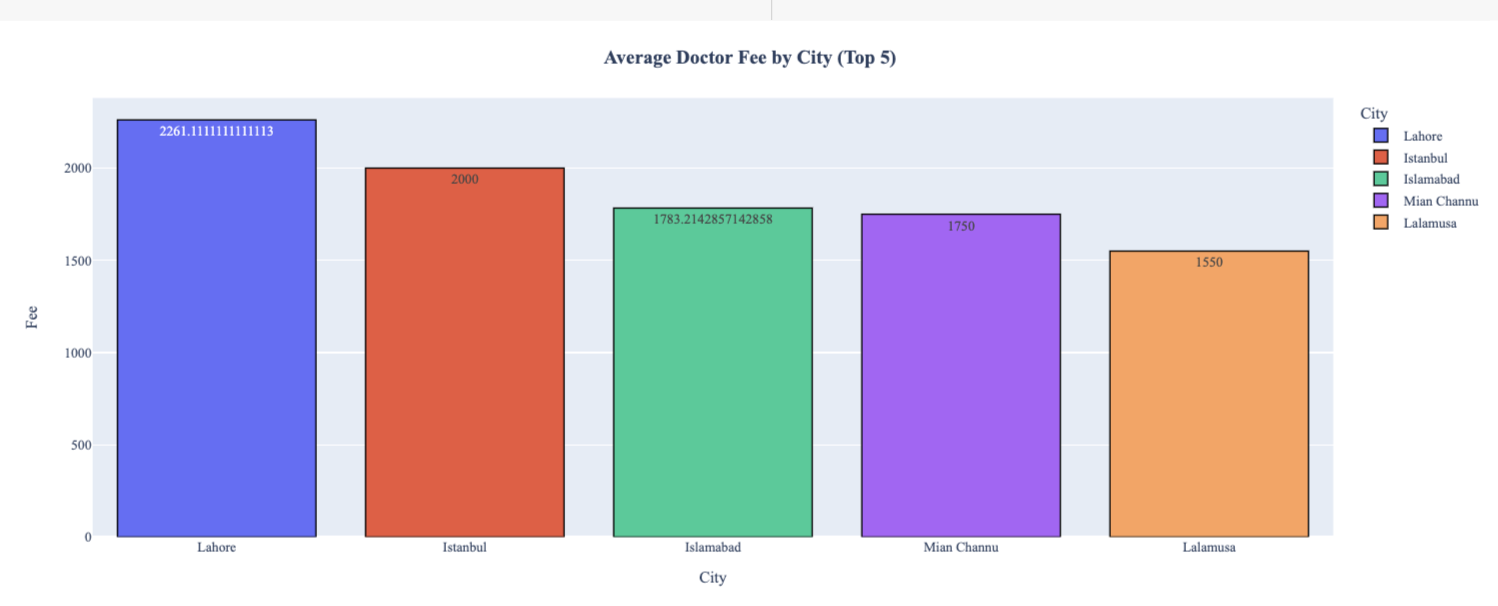 Average Doctor Fee by City (Top 5)
City
Lahore
Istanbul
Islamabad
Mian Channu
Lalamusa
2261.1111111111113
2000
1783.2142857142858
1750
1550
2000
1500
1000
500
0
Fee
Lahore
Istanbul
Islamabad
Mian Channu
Lalamusa
City